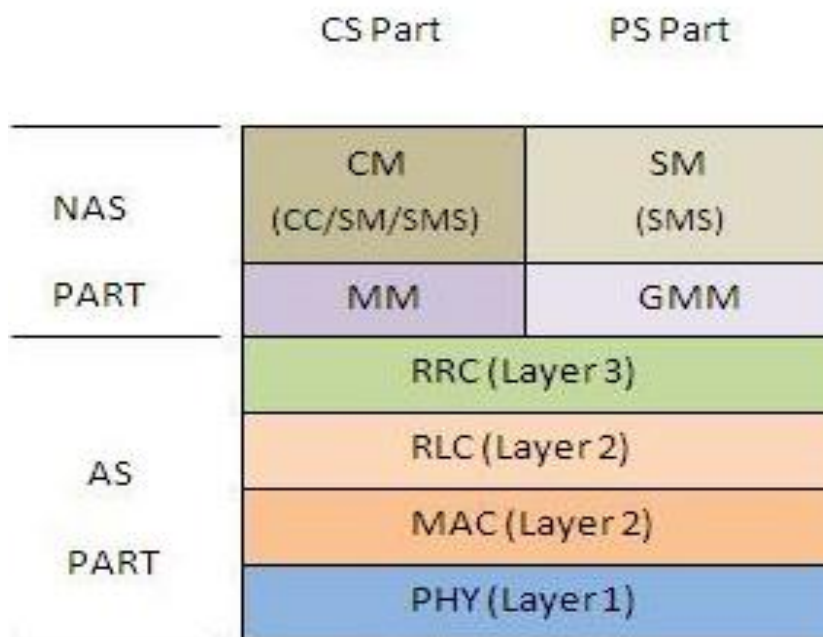 CS Part PS Part
CM SM
NAS
(CC/SM/SMS) (SMS)
PART MM GMM
RRC (Layer 3)
RLC (Layer 2)
AS
MAC (Layer 2)
PART
PHY (Layer 1)